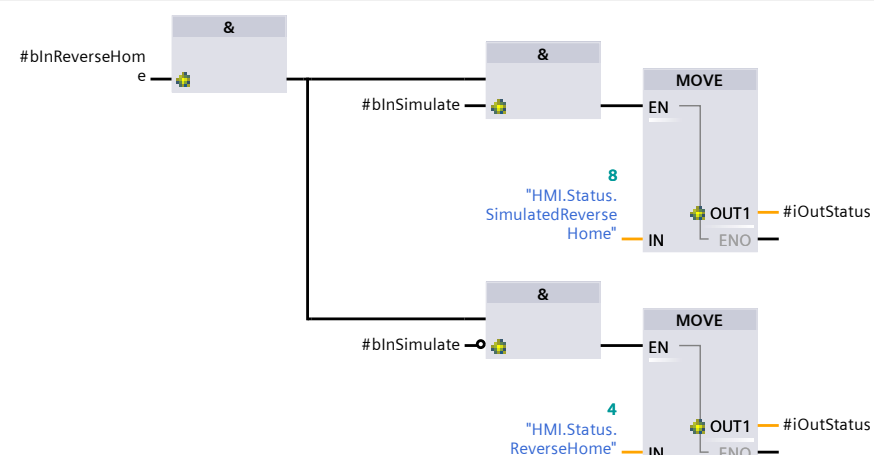 &
#bInReverseHom
e
&
#bInSimulate
MOVE
EN
8
"HMI.Status.
SimulatedReverse
Home"
OUT1
#iOutStatus
IN
ENO
&
#bInSimulate
MOVE
EN
4
"HMI.Status.
ReverseHome"
OUT1
#iOutStatus
IN
ENO